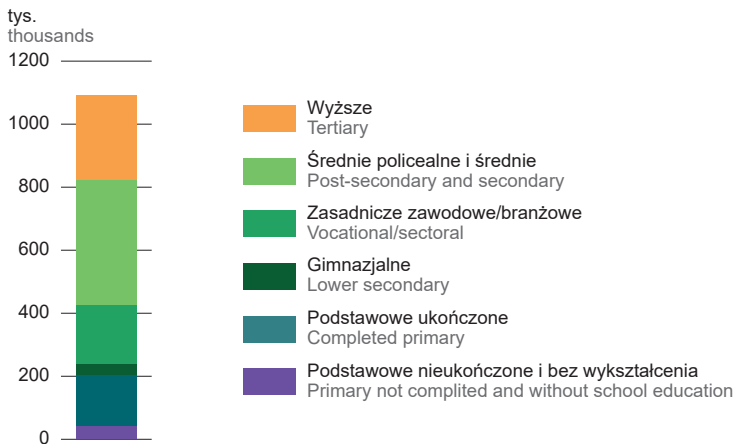 tys.
thousands
1200
1000
800
600
400
200
0
Wyższe
Tertiary
Średnie policealne i średnie
Post-secondary and secondary
Zasadnicze zawodowe/branżowe
Vocational/sectoral
Gimnazjalne
Lower secondary
Podstawowe ukończone
Completed primary
Podstawowe nieukończone i bez wykształcenia
Primary not complited and without school education